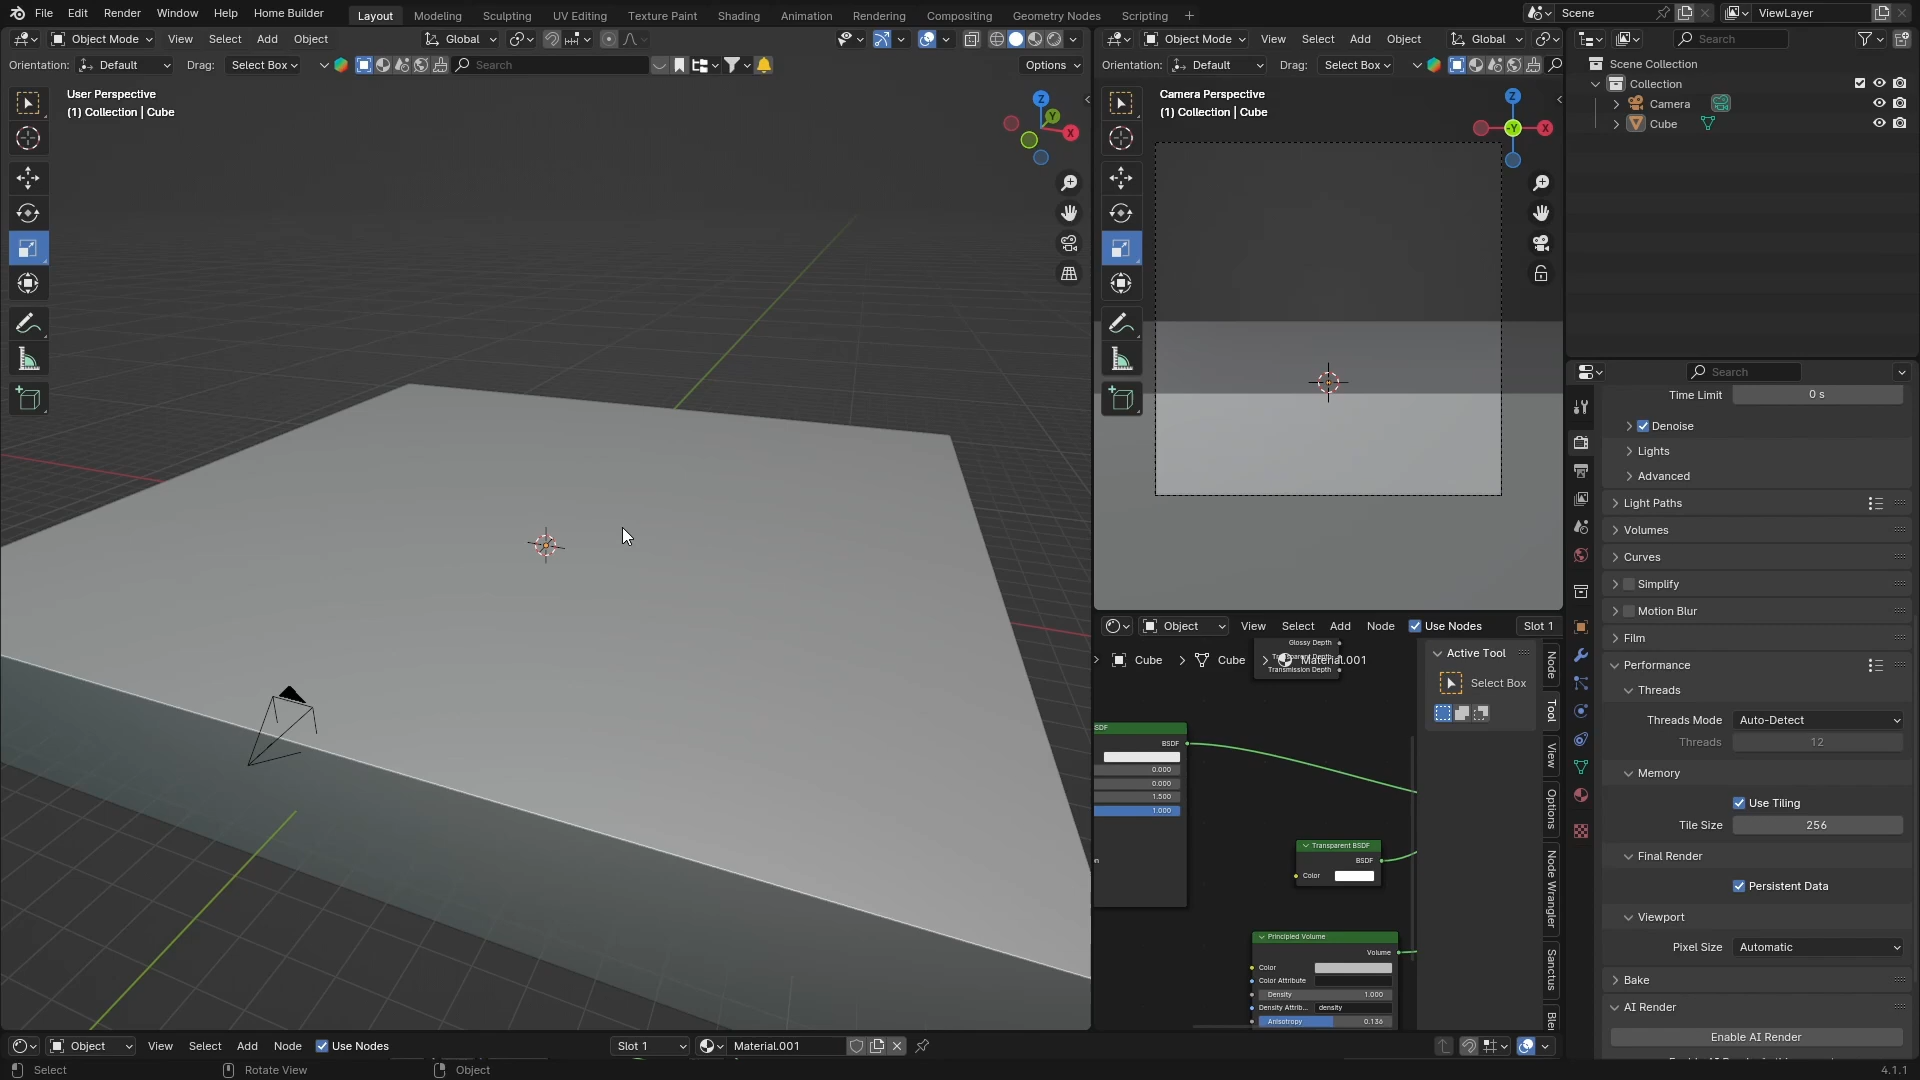 File Edit Render Window Help Home Builder Layout Modeling Sculpting UV Editing Texture Paint Shading Animation Rendering Compositing Geometry Nodes Scripting + Scene ViewLayer
Object Mode View Select Add Object Global
Object Mode View Select Add Object Global
Search
Orientation: Default Drag: Select Box Search Options
Orientation: Default Drag: Select Box
Scene Collection
Collection
Camera
Cube
User Perspective
(1) Collection | Cube
Z
Y
X
Camera Perspective
(1) Collection | Cube
Z
-Y
X
Search
Time Limit 0 s
Denoise
Lights
Advanced
Light Paths
Volumes
Curves
Simplify
Motion Blur
Film
Performance
Threads
Threads Mode Auto-Detect
Threads 12
Memory
Use Tiling
Tile Size 256
Final Render
Persistent Data
Viewport
Pixel Size Automatic
Bake
AI Render
Enable AI Render
Object View Select Add Node Use Nodes Slot 1
Glossy Depth
Transmission Depth
Cube Cube Material.001
Active Tool
Select Box
Node
Tool
View
Options
Node Wrangler
Sanctus
SDF
BSDF
0.000
0.000
1.500
1.000
Transparent BSDF
BSDF
Color
Principled Volume
Volume
Color
Color Attribute
Density 1.000
Density Attrib... density
Anisotropy 0.136
Object View Select Add Node Use Nodes Slot 1 Material.001
Select Rotate View Object 4.1.1